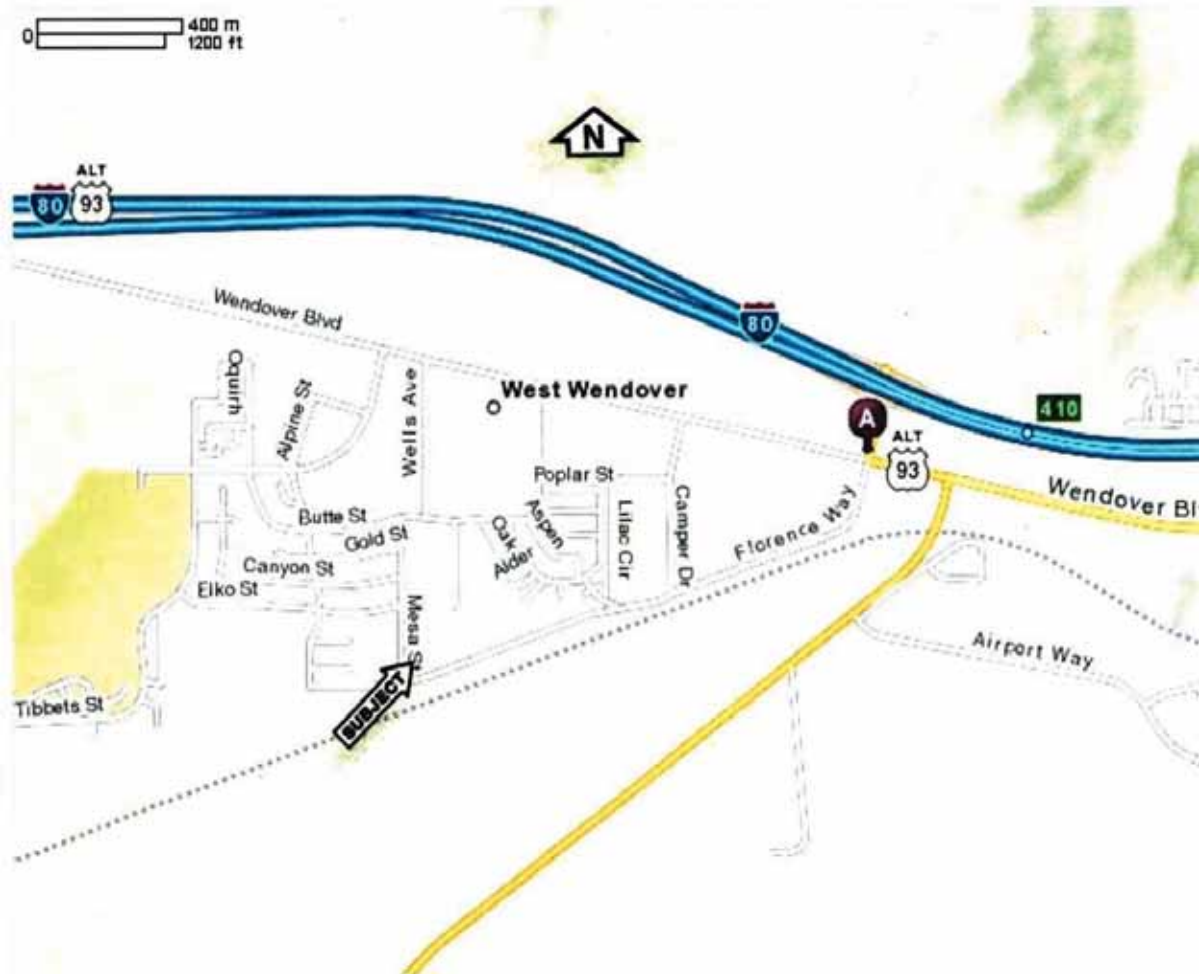 0
400 m
1200 ft
N
ALT
80
93
Wendover Blvd
80
Oquirrh
Alpine St
Wells Ave
West Wendover
410
A
ALT
93
Wendover Bl
Poplar St
Butte St
Gold St
Oak
Aspen
Alder
Lilac Cir
Camper Dr
Florence Way
Canyon St
Elko St
Mesa S
Airport Way
Tibbets St
SUBJECT